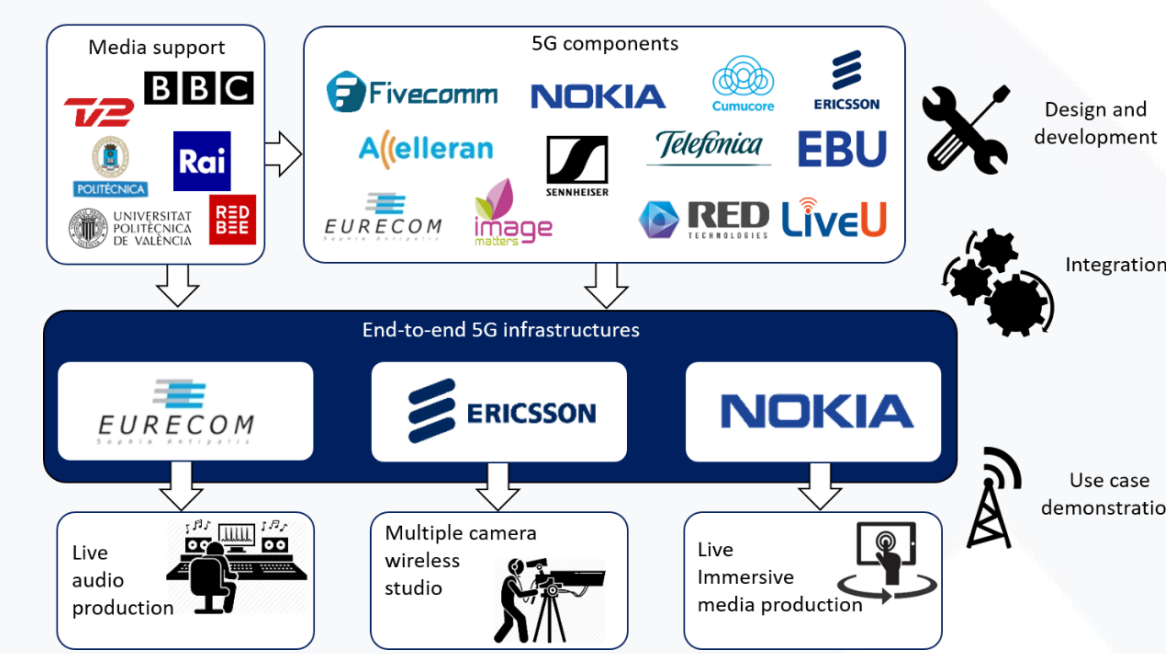 Media support
BBC
TV2
POLITÉCNICA
Rai
UNIVERSITAT
POLITÈCNICA
DE VALÈNCIA
RED
BEE
5G components
Fivecomm
NOKIA
Cumucore
ERICSSON
Accelleran
SENNHEISER
Telefónica
EBU
EURECOM
Sophia Antipolis
image
matters
RED
TECHNOLOGIES
LiveU
Design and
development
Integration
End-to-end 5G infrastructures
EURECOM
Sophia Antipolis
ERICSSON
NOKIA
Use case
demonstratio
Live
audio
production
Multiple camera
wireless
studio
Live
Immersive
media production